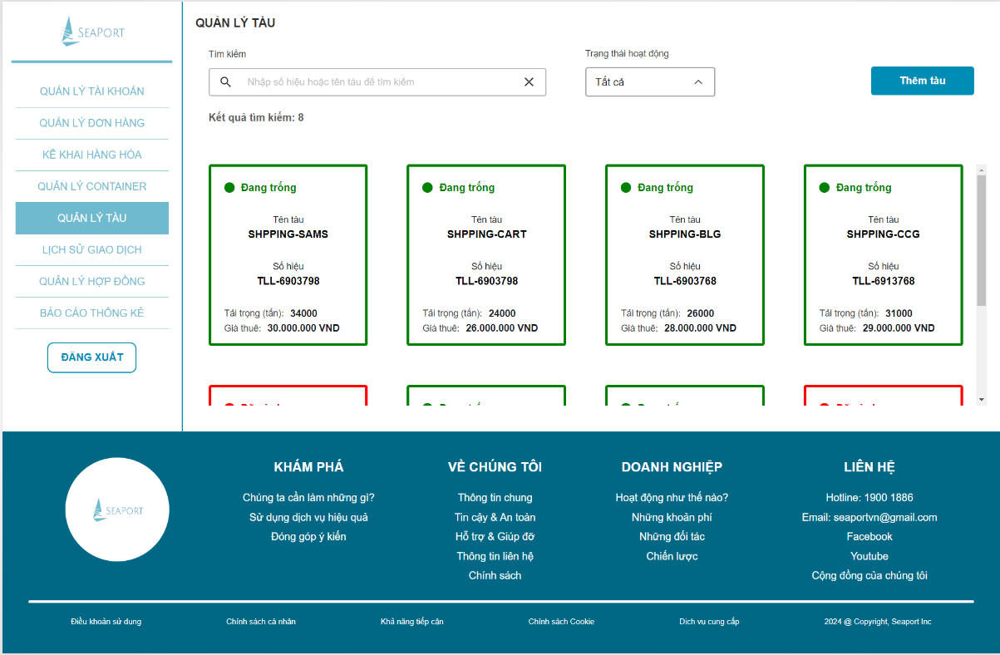 SEAPORT
QUẢN LÝ TÀI KHOẢN
QUẢN LÝ ĐƠN HÀNG
KÊ KHAI HÀNG HÓA
QUẢN LÝ CONTAINER
QUẢN LÝ TÀU
LỊCH SỬ GIAO DỊCH
QUẢN LÝ HỢP ĐỒNG
BÁO CÁO THỐNG KÊ
ĐĂNG XUẤT
QUẢN LÝ TÀU
Tìm kiếm
Trạng thái hoạt động
Nhập số hiệu hoặc tên tàu để tìm kiếm
Tất cả
Thêm tàu
Kết quả tìm kiếm: 8
Đang trống
Tên tàu
SHPPING-SAMS
Số hiệu
TLL-6903798
Tải trọng (tấn): 34000
Giá thuê: 30.000.000 VND
Đang trống
Tên tàu
SHPPING-CART
Số hiệu
TLL-6903798
Tải trọng (tấn): 24000
Giá thuê: 26.000.000 VND
Đang trống
Tên tàu
SHPPING-BLG
Số hiệu
TLL-6903768
Tải trọng (tấn): 26000
Giá thuê: 28.000.000 VND
Đang trống
Tên tàu
SHPPING-CCG
Số hiệu
TLL-6913768
Tải trọng (tấn): 31000
Giá thuê: 29.000.000 VND
SEAPORT
KHÁM PHÁ
Chúng ta cần làm những gì?
Sử dụng dịch vụ hiệu quả
Đóng góp ý kiến
VỀ CHÚNG TÔI
Thông tin chung
Tin cậy & An toàn
Hỗ trợ & Giúp đỡ
Thông tin liên hệ
Chính sách
DOANH NGHIỆP
Hoạt động như thế nào?
Những khoản phí
Những đối tác
Chiến lược
LIÊN HỆ
Hotline: 1900 1886
Email: seaportvn@gmail.com
Facebook
Youtube
Cộng đồng của chúng tôi
Điều khoản sử dụng
Chính sách cá nhân
Khả năng tiếp cận
Chính sách Cookie
Dịch vụ cung cấp
2024 @ Copyright, Seaport Inc